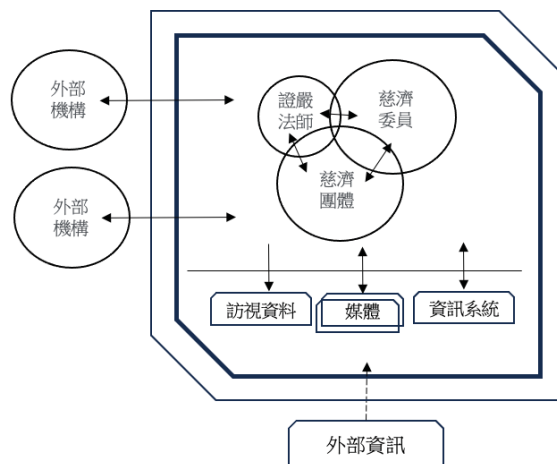 外部
機構
證嚴
法師
慈濟
委員
慈濟
團體
外部
機構
訪視資料
媒體
資訊系統
外部資訊